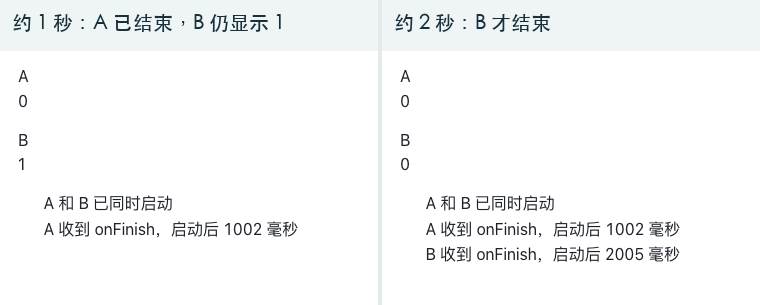 约 1 秒：A 已结束，B 仍显示 1
A
0
B
1
A 和 B 已同时启动
A 收到 onFinish，启动后 1002 毫秒
约 2 秒：B 才结束
A
0
B
0
A 和 B 已同时启动
A 收到 onFinish，启动后 1002 毫秒
B 收到 onFinish，启动后 2005 毫秒